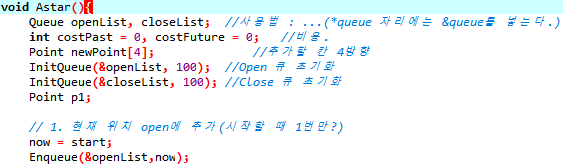 void Astar(){
Queue openList, closeList; //사용법 : ...(*queue 자리에는 &queue를 넣는다.)
int costPast = 0, costFuture = 0; //비용.
Point newPoint[4]; //추가할 칸 4방향
InitQueue(&openList, 100); //Open 큐 초기화
InitQueue(&closeList, 100); //Close 큐 초기화
Point p1;
// 1. 현재 위치 open에 추가(시작할 때 1번만?)
now = start;
Enqueue(&openList,now);